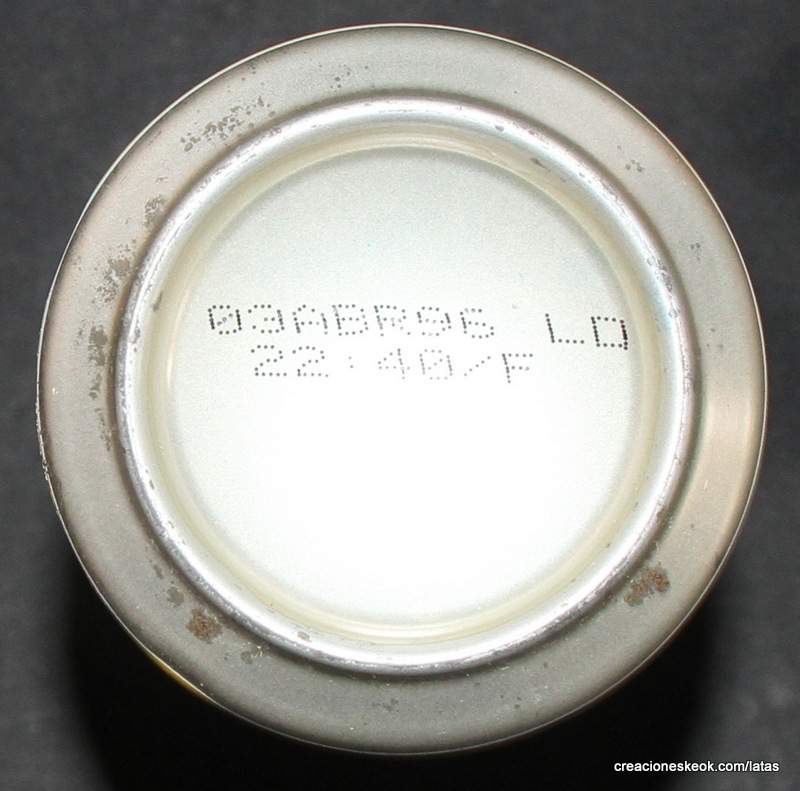 03ABR96 LD
22:40/F
creacioneskeok.com/latas